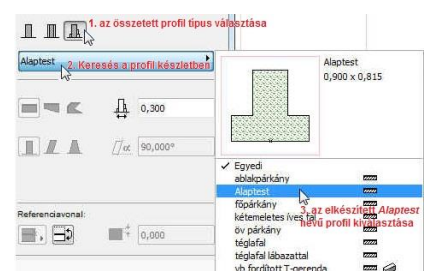 1. az összetett profil típus választása
Alaptest
2. Keresés a profil készletben
Alaptest
0,900 x 0,815
0,300
α 90,000°
✓ Egyedi
ablakpárkány
Alaptest
főpárkány
kétemeletes íves fal
öv párkány
téglafal
téglafal lábazattal
vb fordított T-gerenda
3. az elkészített Alaptest
nevű profil kiválasztása
Referenciavonal:
0,000